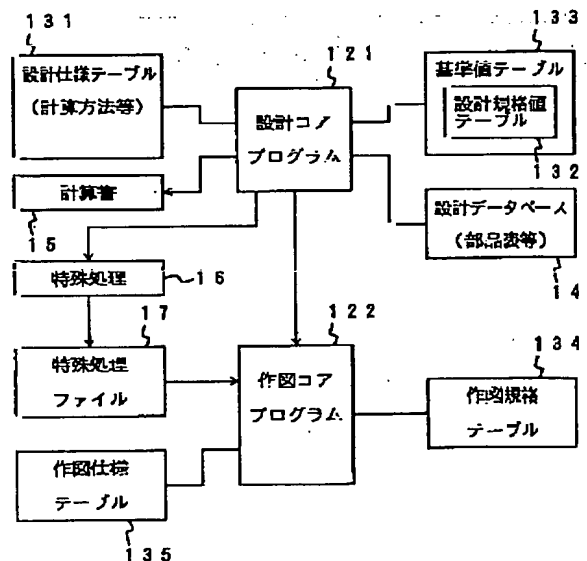 131
設計仕様テーブル
(計算方法等)
121
設計コア
プログラム
133
基準値テーブル
設計規格値
テーブル
132
計算書
15
設計データベース
(部品表等)
14
特殊処理
16
17
特殊処理
ファイル
122
作図コア
プログラム
134
作図規格
テーブル
作図仕様
テーブル
135